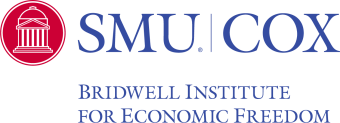 SMU® | COX
BRIDWELL INSTITUTE
FOR ECONOMIC FREEDOM